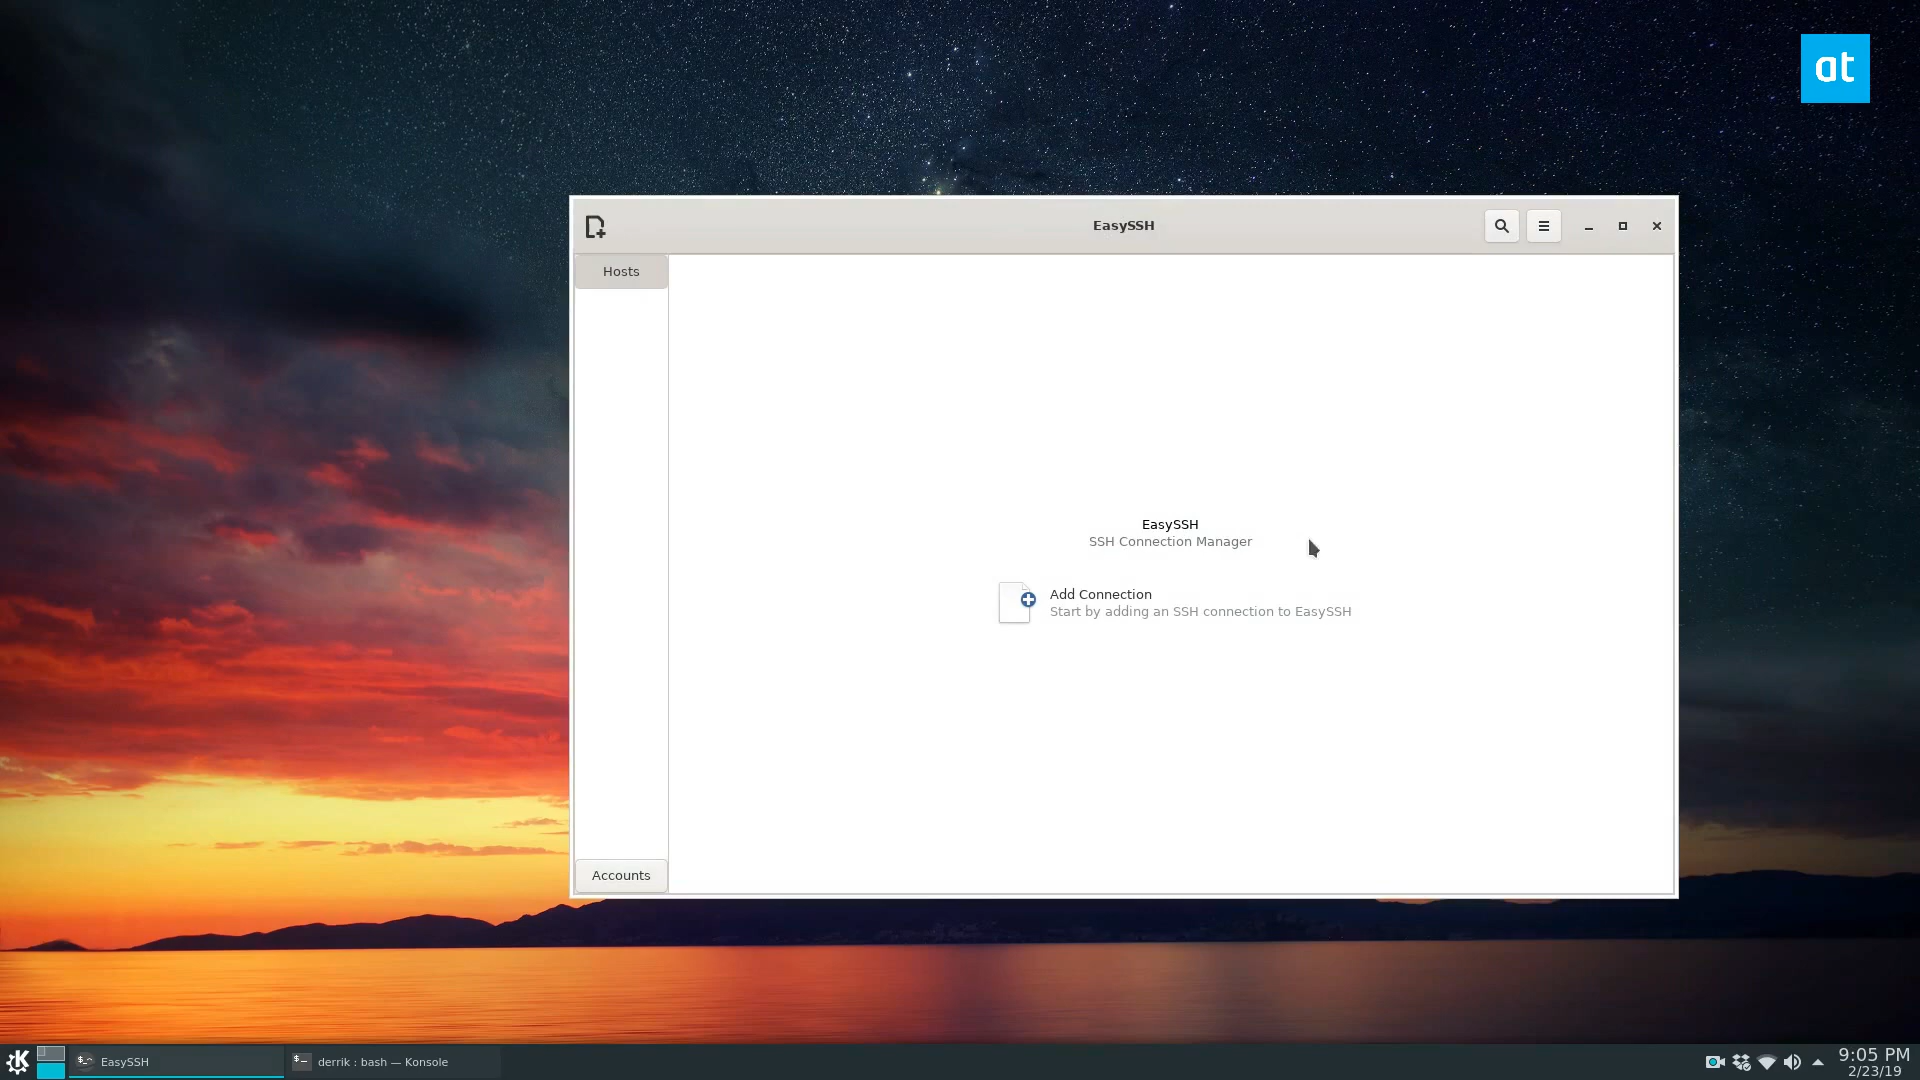 at
EasySSH
Hosts
EasySSH
SSH Connection Manager
Add Connection
Start by adding an SSH connection to EasySSH
Accounts
EasySSH
derrik : bash — Konsole
9:05 PM
2/23/19